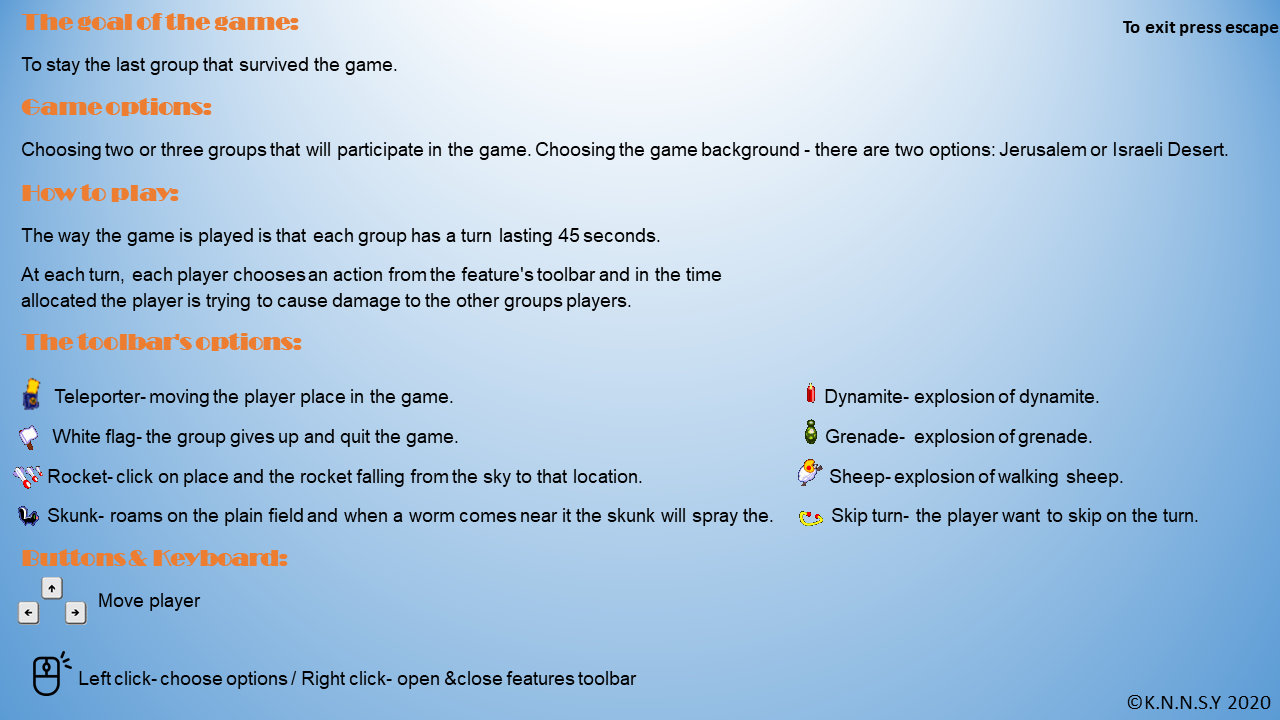 The goal of the game:
To exit press escape
To stay the last group that survived the game.
Game options:
Choosing two or three groups that will participate in the game. Choosing the game background - there are two options: Jerusalem or Israeli Desert.
How to play:
The way the game is played is that each group has a turn lasting 45 seconds.
At each turn, each player chooses an action from the feature's toolbar and in the time
allocated the player is trying to cause damage to the other groups players.
The toolbar's options:
Teleporter- moving the player place in the game.
Dynamite- explosion of dynamite.
White flag- the group gives up and quit the game.
Grenade- explosion of grenade.
Rocket- click on place and the rocket falling from the sky to that location.
Sheep- explosion of walking sheep.
Skunk- roams on the plain field and when a worm comes near it the skunk will spray the.
Skip turn- the player want to skip on the turn.
Buttons & Keyboard:
Move player
Left click- choose options / Right click- open &close features toolbar
©K.N.N.S.Y 2020